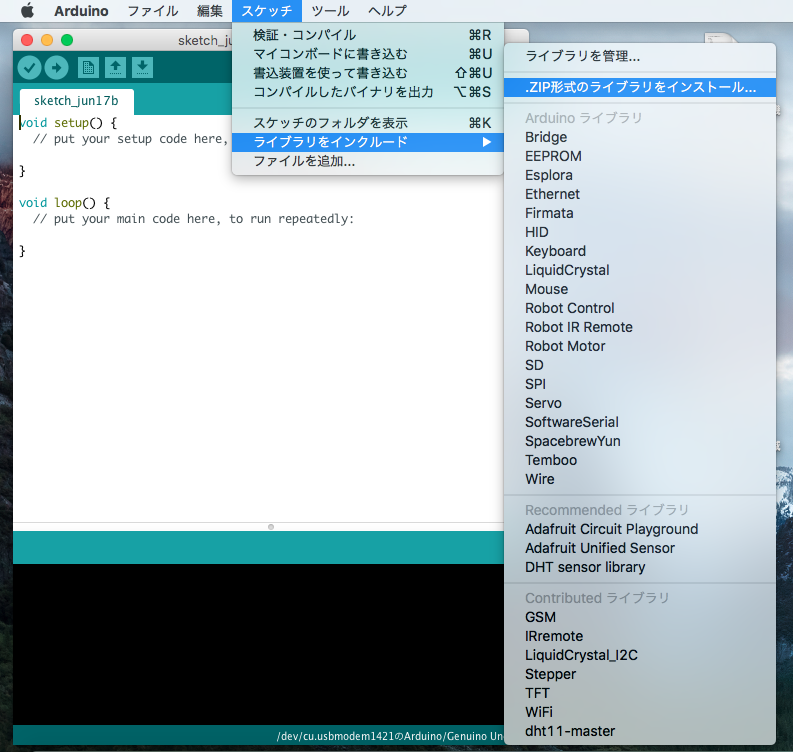 Arduino ファイル 編集 スケッチ ツール ヘルプ
sketch_ju
sketch_jun17b
void setup() {
// put your setup code here,
}
void loop() {
// put your main code here, to run repeatedly:
}
/dev/cu.usbmodem1421のArduino/Genuino Un
検証・コンパイル ⌘R
マイコンボードに書き込む ⌘U
書込装置を使って書き込む ⇧⌘U
コンパイルしたバイナリを出力 ⌥⌘S
スケッチのフォルダを表示 ⌘K
ライブラリをインクルード ▶
ファイルを追加...
ライブラリを管理...
.ZIP形式のライブラリをインストール...
Arduino ライブラリ
Bridge
EEPROM
Esplora
Ethernet
Firmata
HID
Keyboard
LiquidCrystal
Mouse
Robot Control
Robot IR Remote
Robot Motor
SD
SPI
Servo
SoftwareSerial
SpacebrewYun
Temboo
Wire
Recommended ライブラリ
Adafruit Circuit Playground
Adafruit Unified Sensor
DHT sensor library
Contributed ライブラリ
GSM
IRremote
LiquidCrystal_I2C
Stepper
TFT
WiFi
dht11-master